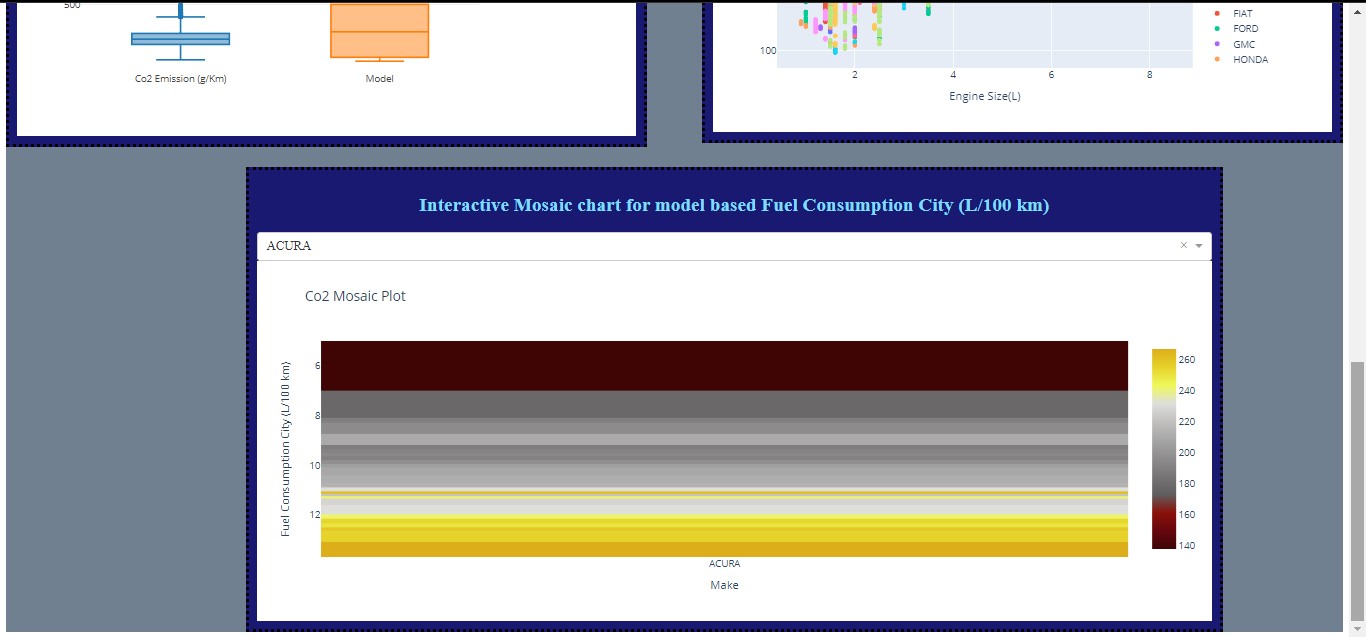 500
Co2 Emission (g/Km)
Model
100
2
4
6
8
Engine Size(L)
FIAT
FORD
GMC
HONDA
Interactive Mosaic chart for model based Fuel Consumption City (L/100 km)
ACURA
Co2 Mosaic Plot
Fuel Consumption City (L/100 km)
6
8
10
12
ACURA
Make
260
240
220
200
180
160
140